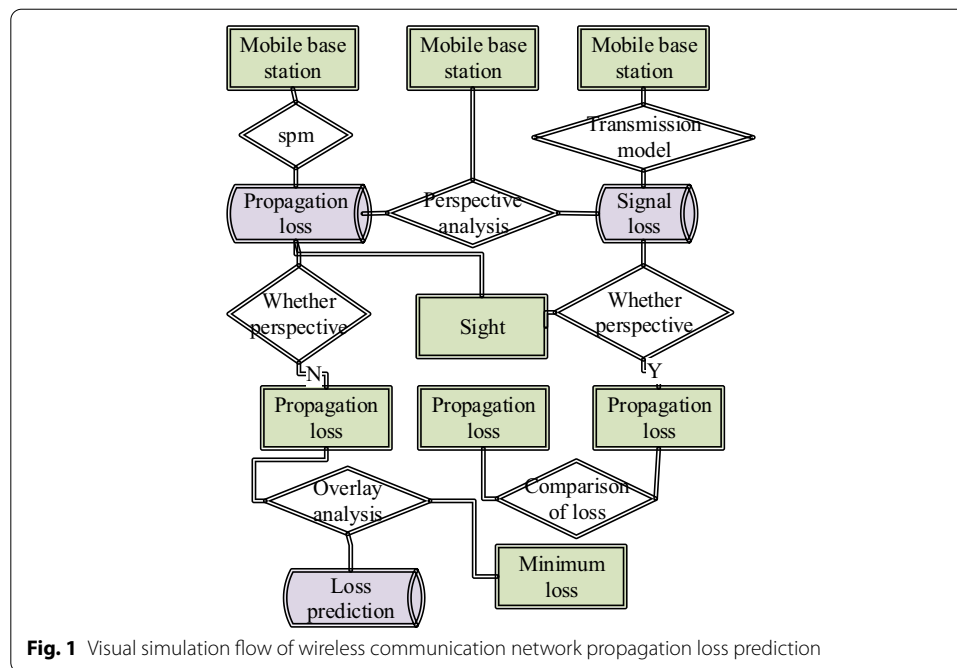 Mobile base
station
Mobile base
station
Mobile base
station
spm
Transmission
model
Propagation
loss
Perspective
analysis
Signal
loss
Whether
perspective
Sight
Whether
perspective
N
Y
Propagation
loss
Propagation
loss
Propagation
loss
Overlay
analysis
Comparison
of loss
Loss
prediction
Minimum
loss
Fig. 1 Visual simulation flow of wireless communication network propagation loss prediction